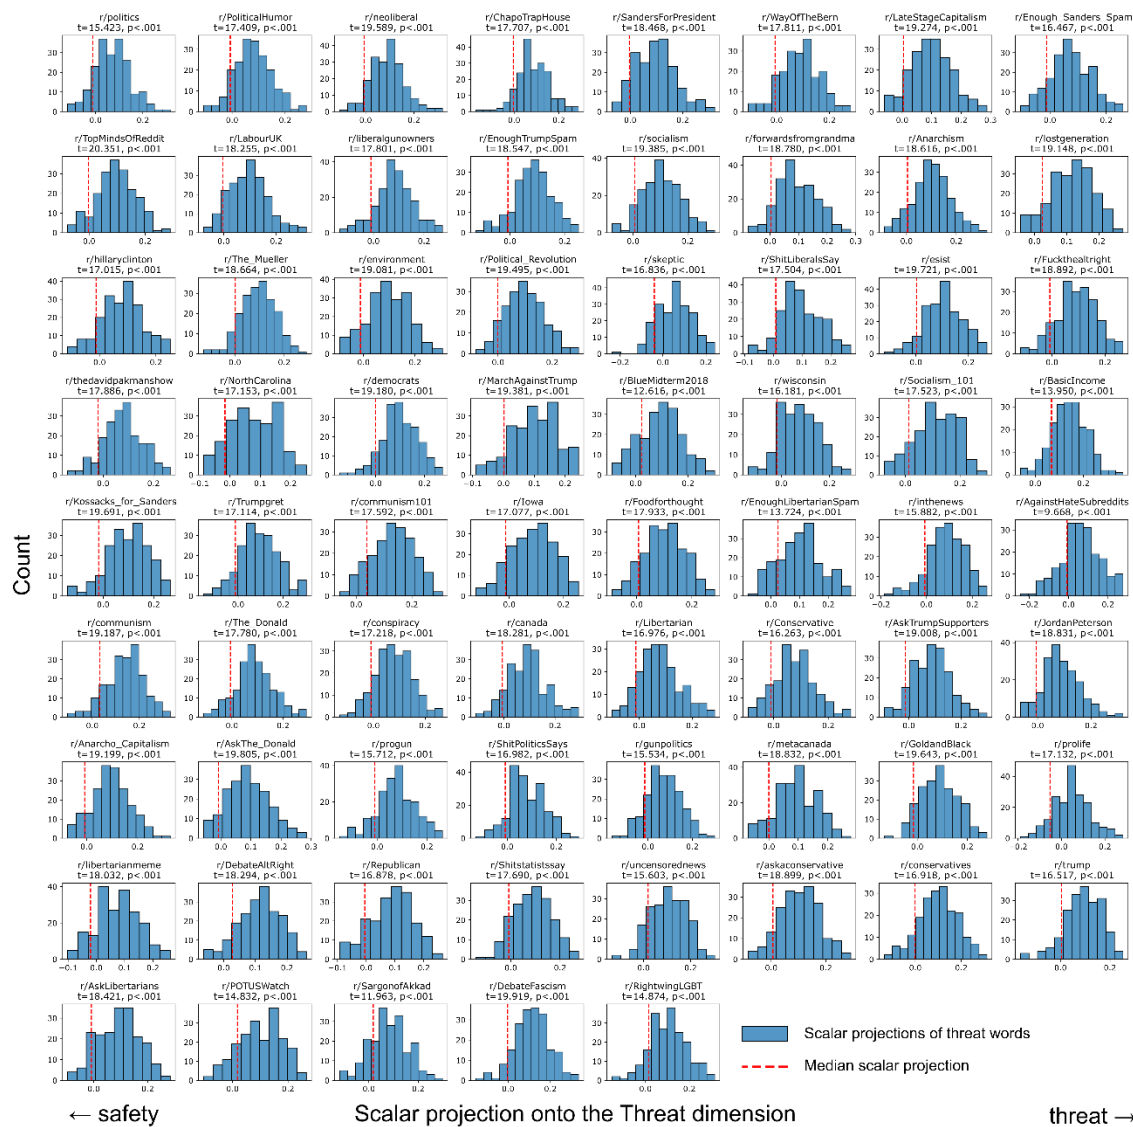 r/politics r/PoliticalHumor r/neoliberal r/ChapoTrapHouse r/SandersForPresident r/WayOfTheBern r/LateStageCapitalism r/Enough_Sanders_Spam
t=15.423, p<.001 t=17.409, p<.001 t=19.589, p<.001 t=17.707, p<.001 t=18.468, p<.001 t=17.811, p<.001 t=19.274, p<.001 t=16.467, p<.001
r/TopMindsOfReddit r/LabourUK r/liberalgunowners r/EnoughTrumpSpam r/socialism r/forwardsfromgrandma r/Anarchism r/lostgeneration
t=20.351, p<.001 t=18.255, p<.001 t=17.801, p<.001 t=18.547, p<.001 t=19.385, p<.001 t=18.780, p<.001 t=18.616, p<.001 t=19.148, p<.001
r/hillaryclinton r/The_Mueller r/environment r/Political_Revolution r/skeptic r/ShitLiberalsSay r/esist r/Fuckthealtright
t=17.015, p<.001 t=18.664, p<.001 t=19.081, p<.001 t=19.495, p<.001 t=16.836, p<.001 t=17.504, p<.001 t=19.721, p<.001 t=18.892, p<.001
r/thedavidpakmanshow r/NorthCarolina r/democrats r/MarchAgainstTrump r/BlueMidterm2018 r/wisconsin r/Socialism_101 r/BasicIncome
t=17.886, p<.001 t=17.153, p<.001 t=19.180, p<.001 t=19.381, p<.001 t=12.616, p<.001 t=16.181, p<.001 t=17.523, p<.001 t=13.950, p<.001
r/Kossacks_for_Sanders r/Trumpgret r/communism101 r/Iowa r/Foodforthought r/EnoughLibertarianSpam r/inthenews r/AgainstHateSubreddits
t=19.691, p<.001 t=17.114, p<.001 t=17.592, p<.001 t=17.077, p<.001 t=17.933, p<.001 t=13.724, p<.001 t=15.882, p<.001 t=9.668, p<.001
r/communism r/The_Donald r/conspiracy r/canada r/Libertarian r/Conservative r/AskTrumpSupporters r/JordanPeterson
t=19.187, p<.001 t=17.780, p<.001 t=17.218, p<.001 t=18.281, p<.001 t=16.976, p<.001 t=16.263, p<.001 t=19.008, p<.001 t=18.831, p<.001
r/Anarcho_Capitalism r/AskThe_Donald r/progun r/ShitPoliticsSays r/gunpolitics r/metacanada r/GoldandBlack r/prolife
t=19.199, p<.001 t=19.805, p<.001 t=15.712, p<.001 t=16.982, p<.001 t=15.534, p<.001 t=18.832, p<.001 t=19.643, p<.001 t=17.132, p<.001
r/libertarianmeme r/DebateAltRight r/Republican r/Shitstatistssay r/uncensorednews r/askaconservative r/conservatives r/trump
t=18.032, p<.001 t=18.294, p<.001 t=16.878, p<.001 t=17.690, p<.001 t=15.603, p<.001 t=18.899, p<.001 t=16.918, p<.001 t=16.517, p<.001
r/AskLibertarians r/POTUSWatch r/SargonofAkkad r/DebateFascism r/RightwingLGBT
t=18.421, p<.001 t=14.832, p<.001 t=11.963, p<.001 t=19.919, p<.001 t=14.874, p<.001
Count
Scalar projections of threat words
Median scalar projection
← safety Scalar projection onto the Threat dimension threat →